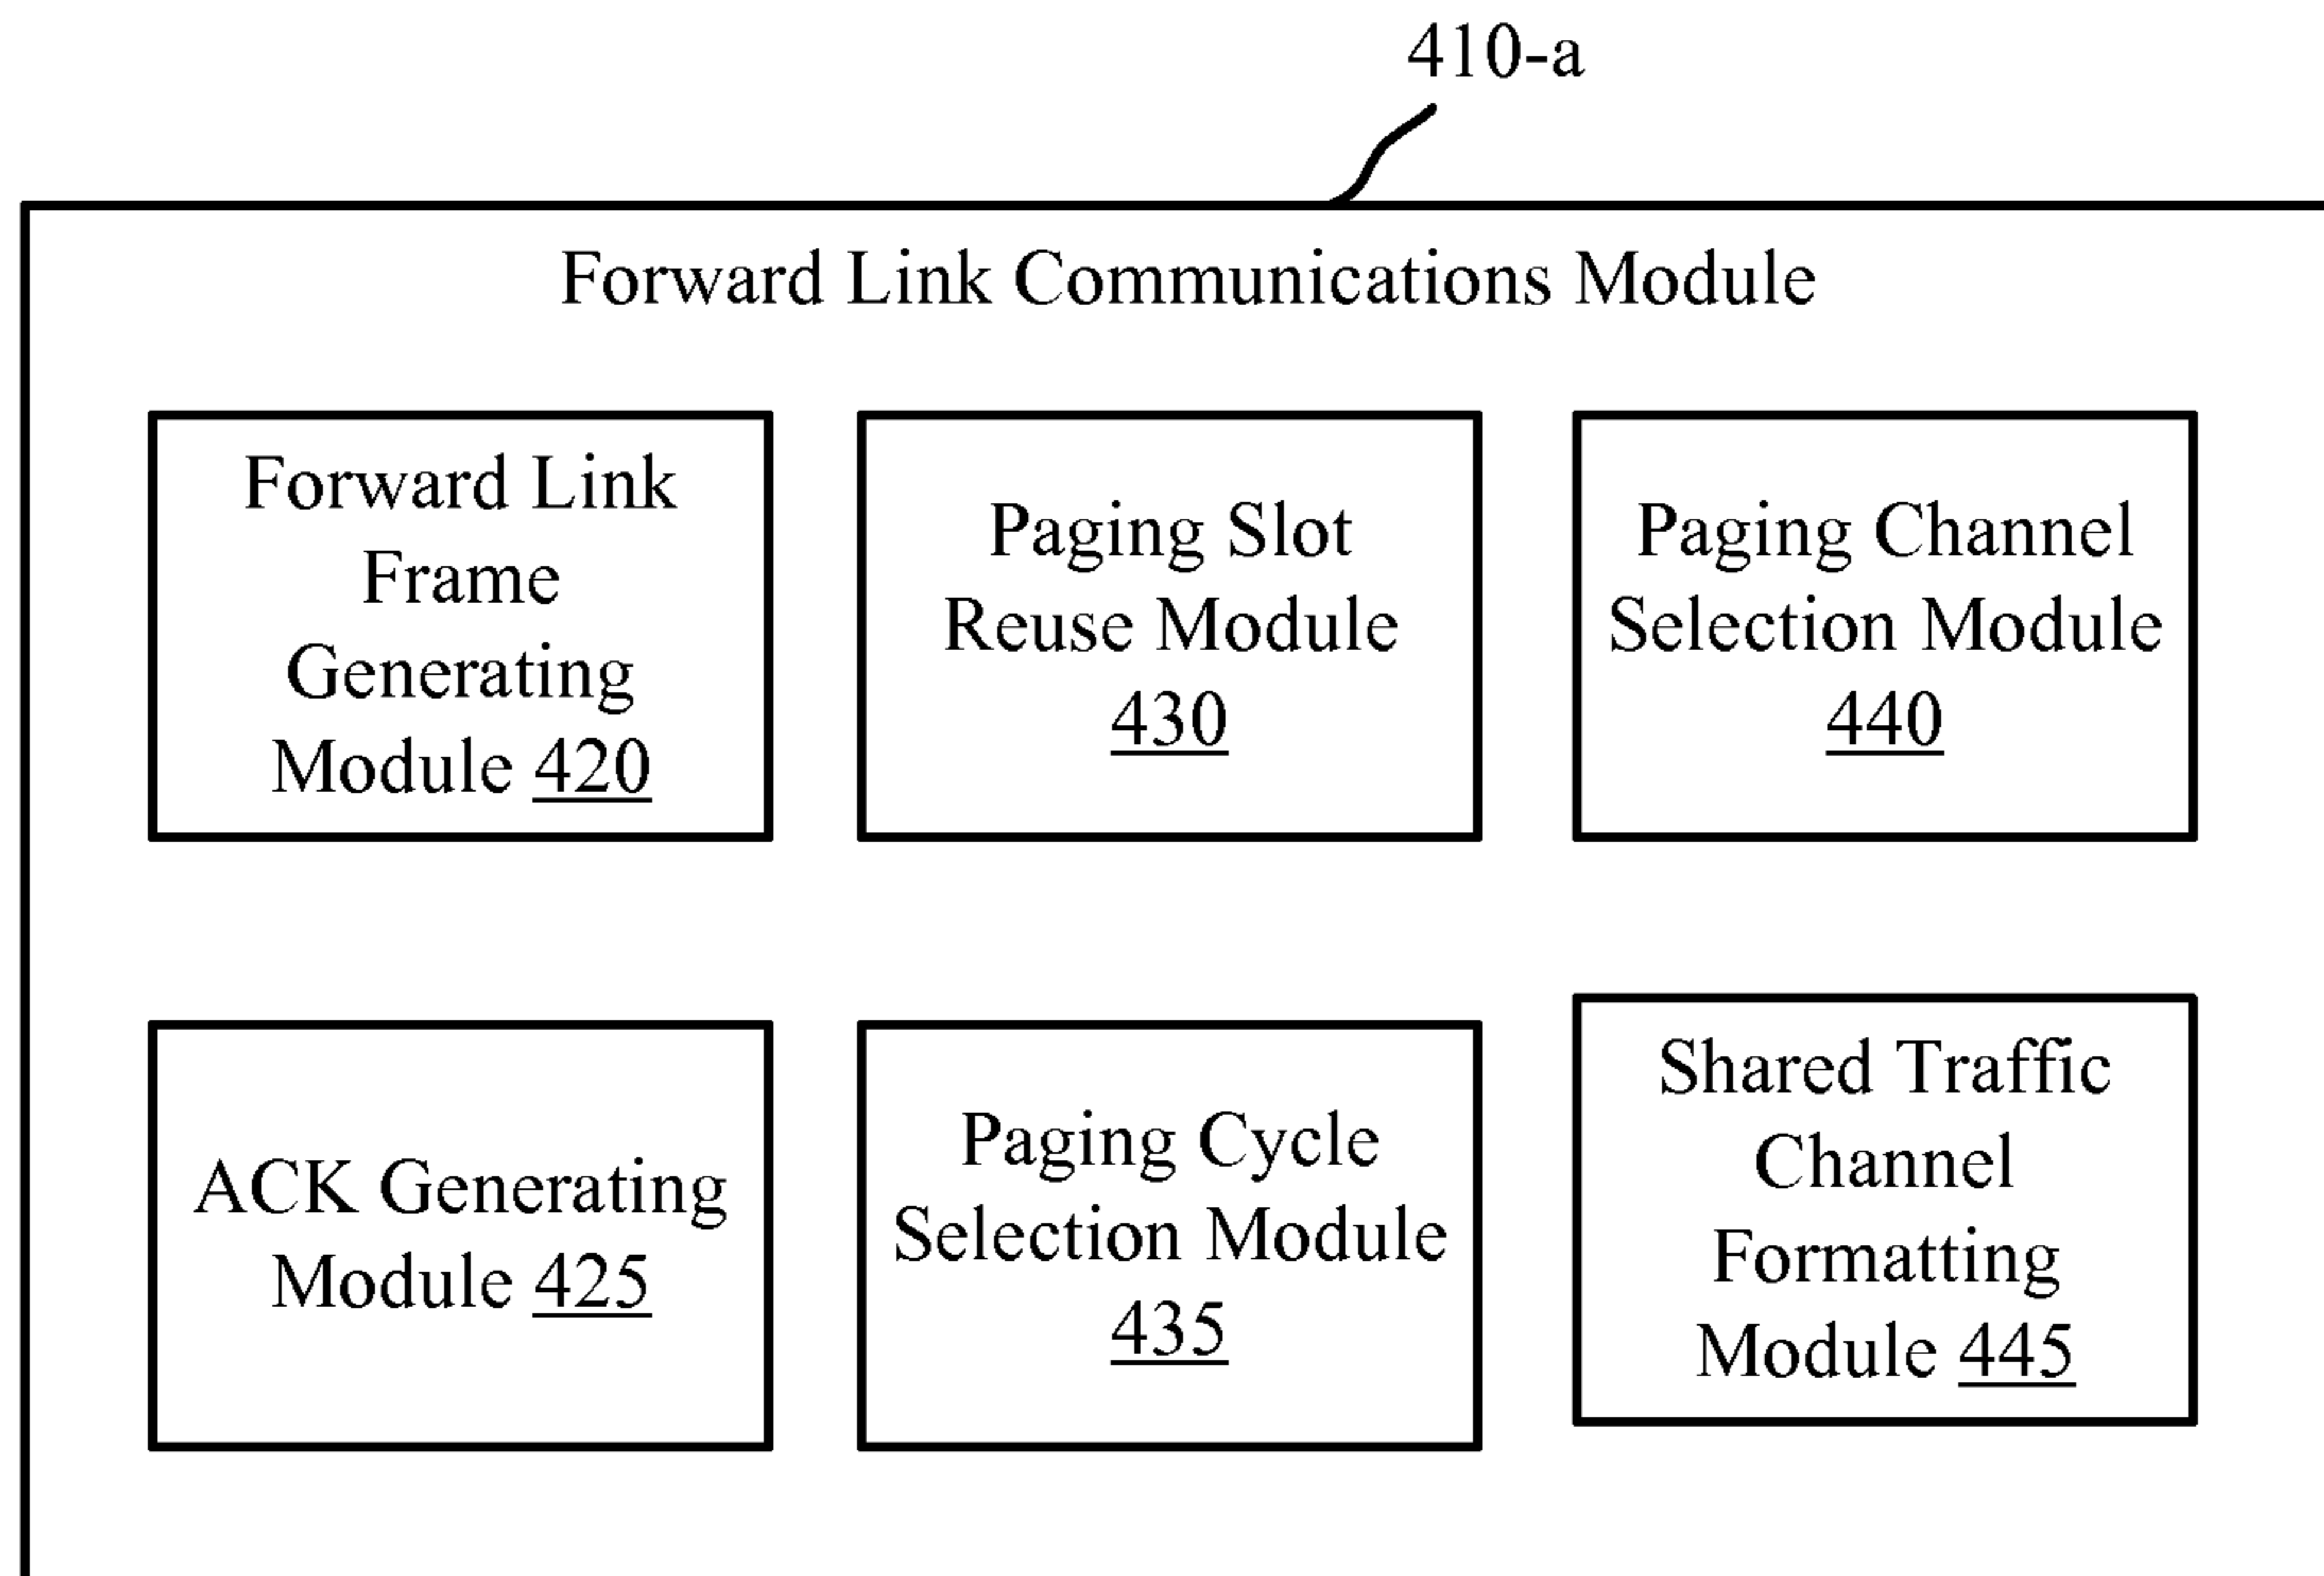 410-a
Forward Link Communications Module
Forward Link
Frame
Generating
Module 420
Paging Slot
Reuse Module
430
Paging Channel
Selection Module
440
ACK Generating
Module 425
Paging Cycle
Selection Module
435
Shared Traffic
Channel
Formatting
Module 445